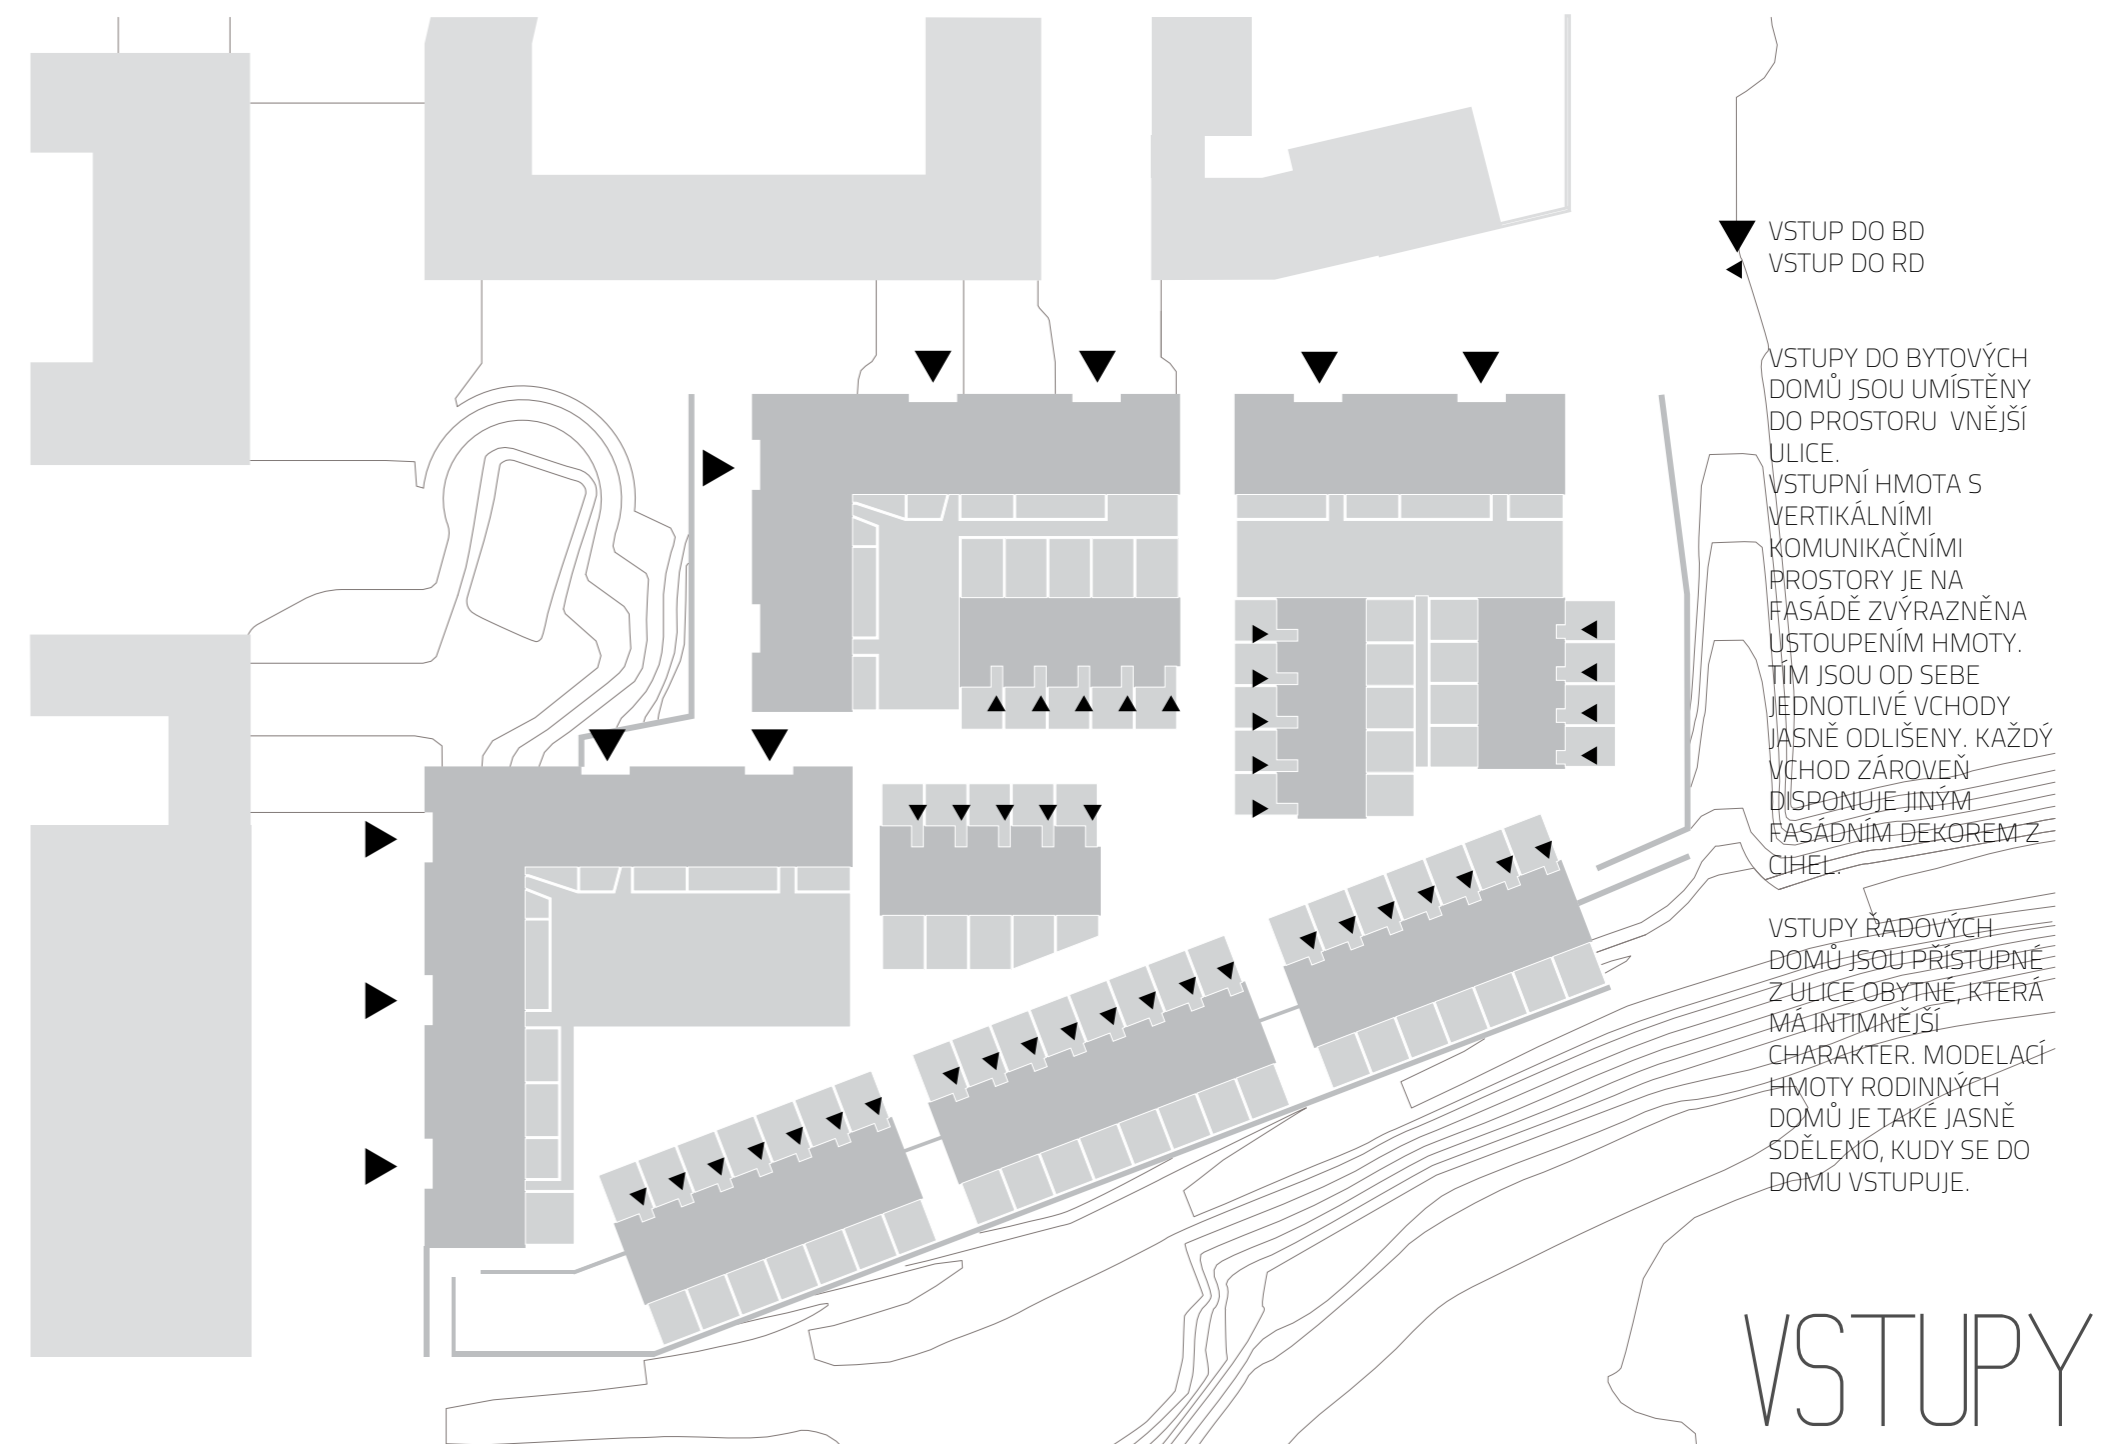 VSTUP DO BD
VSTUP DO RD
VSTUPY DO BYTOVÝCH
DOMŮ JSOU UMÍSTĚNY
DO PROSTORU VNĚJŠÍ
ULICE.
VSTUPNÍ HMOTA S
VERTIKÁLNÍMI
KOMUNIKAČNÍMI
PROSTORY JE NA
FASÁDĚ ZVÝRAZNĚNA
USTOUPENÍM HMOTY.
TÍM JSOU OD SEBE
JEDNOTLIVÉ VCHODY
JASNĚ ODLIŠENY. KAŽDÝ
VCHOD ZÁROVEŇ
DISPONUJE JINÝM
FASÁDNÍM DEKOREM Z
CIHEL.
VSTUPY ŘADOVÝCH
DOMŮ JSOU PŘÍSTUPNÉ
Z ULICE OBYTNÉ, KTERÁ
MÁ INTIMNĚJŠÍ
CHARAKTER. MODELACÍ
HMOTY RODINNÝCH
DOMŮ JE TAKÉ JASNĚ
SDĚLENO, KUDY SE DO
DOMU VSTUPUJE.
VSTUPY